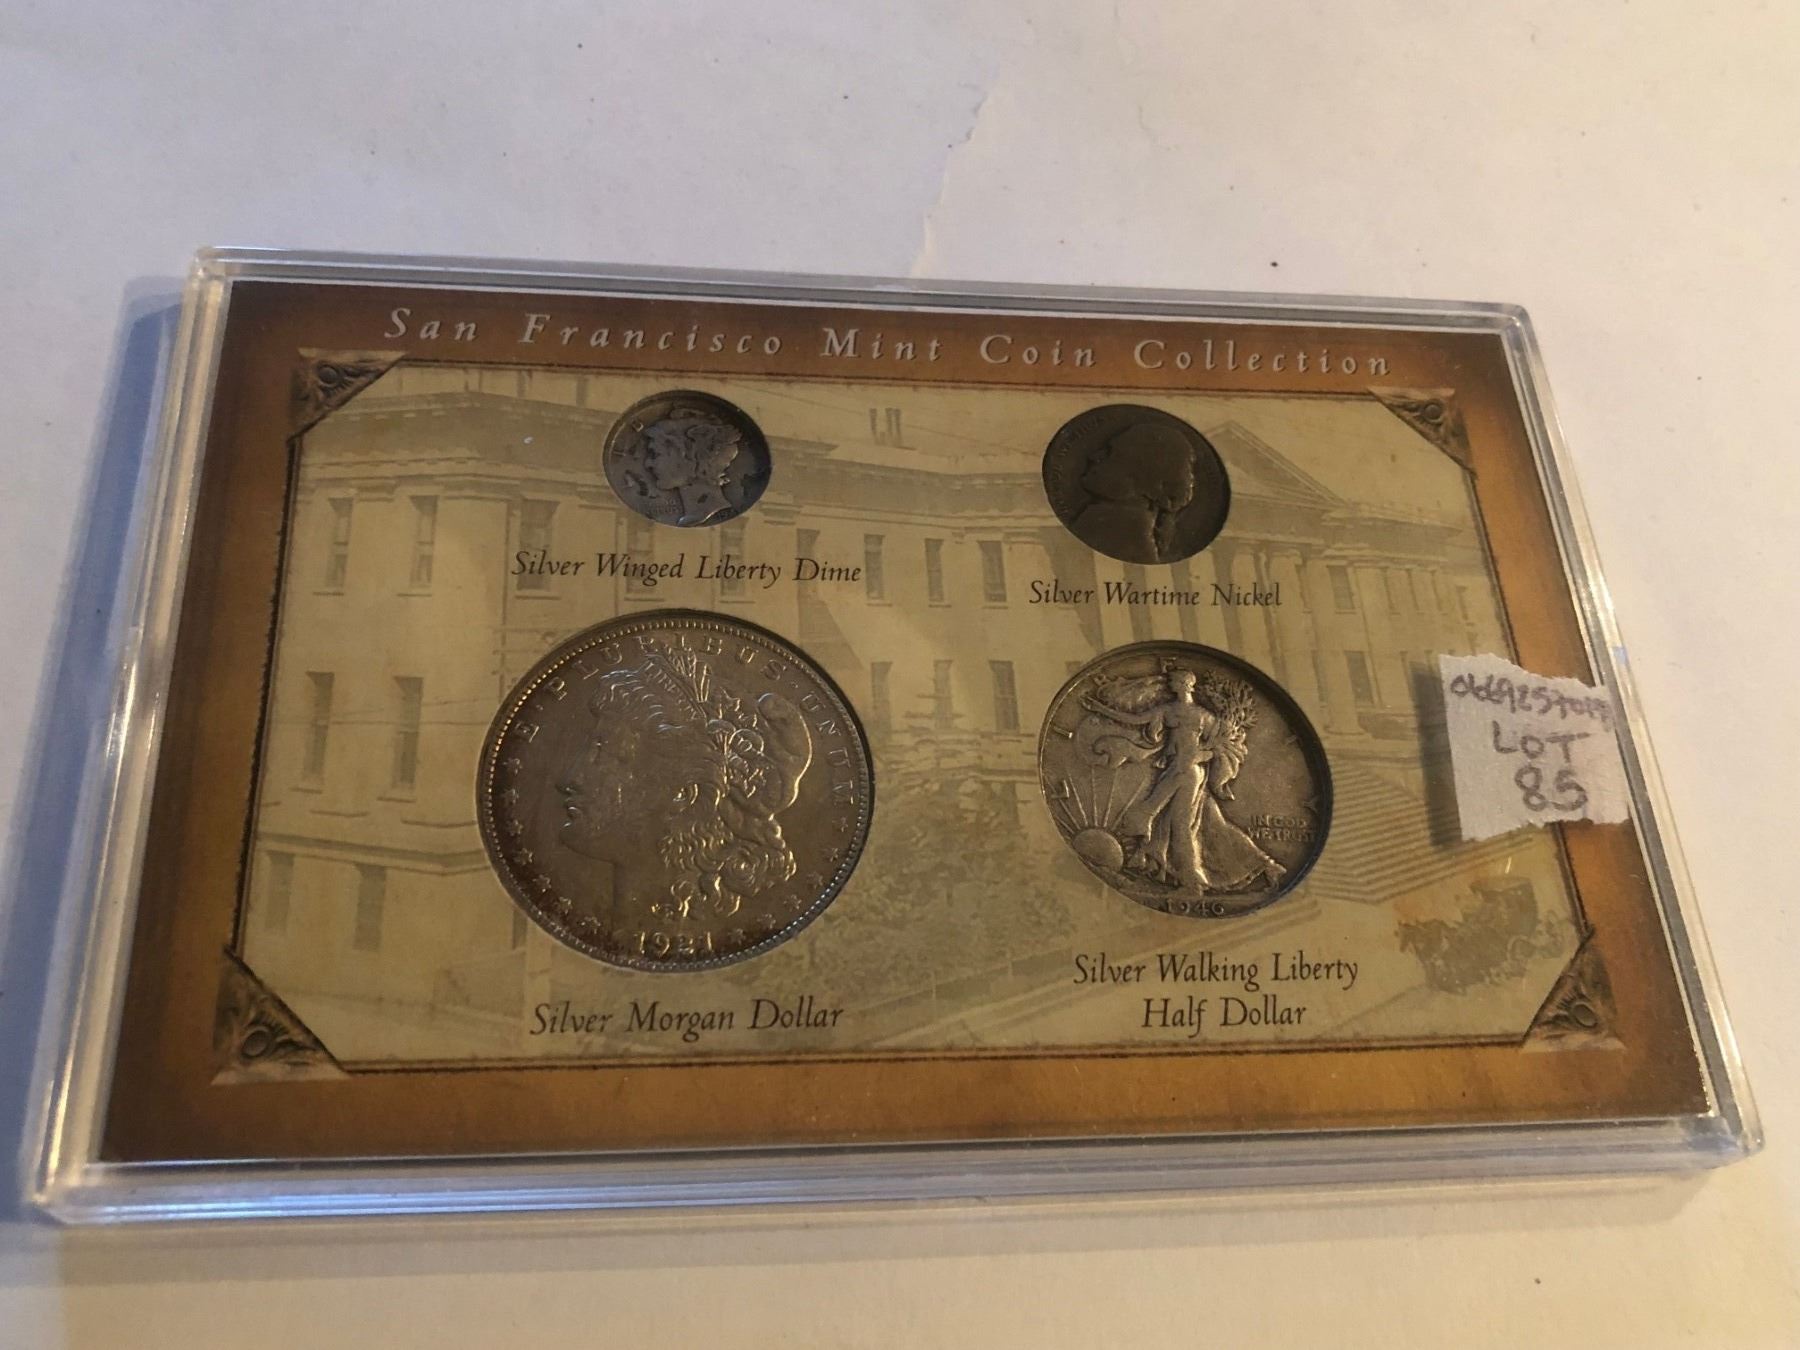 San Francisco Mint Coin Collection
Silver Winged Liberty Dime
Silver Wartime Nickel
E·PLURIBUS·UNUM
1921
LIBERTY
IN GOD
WE TRUST
1946
LOT
85
Silver Morgan Dollar
Silver Walking Liberty
Half Dollar